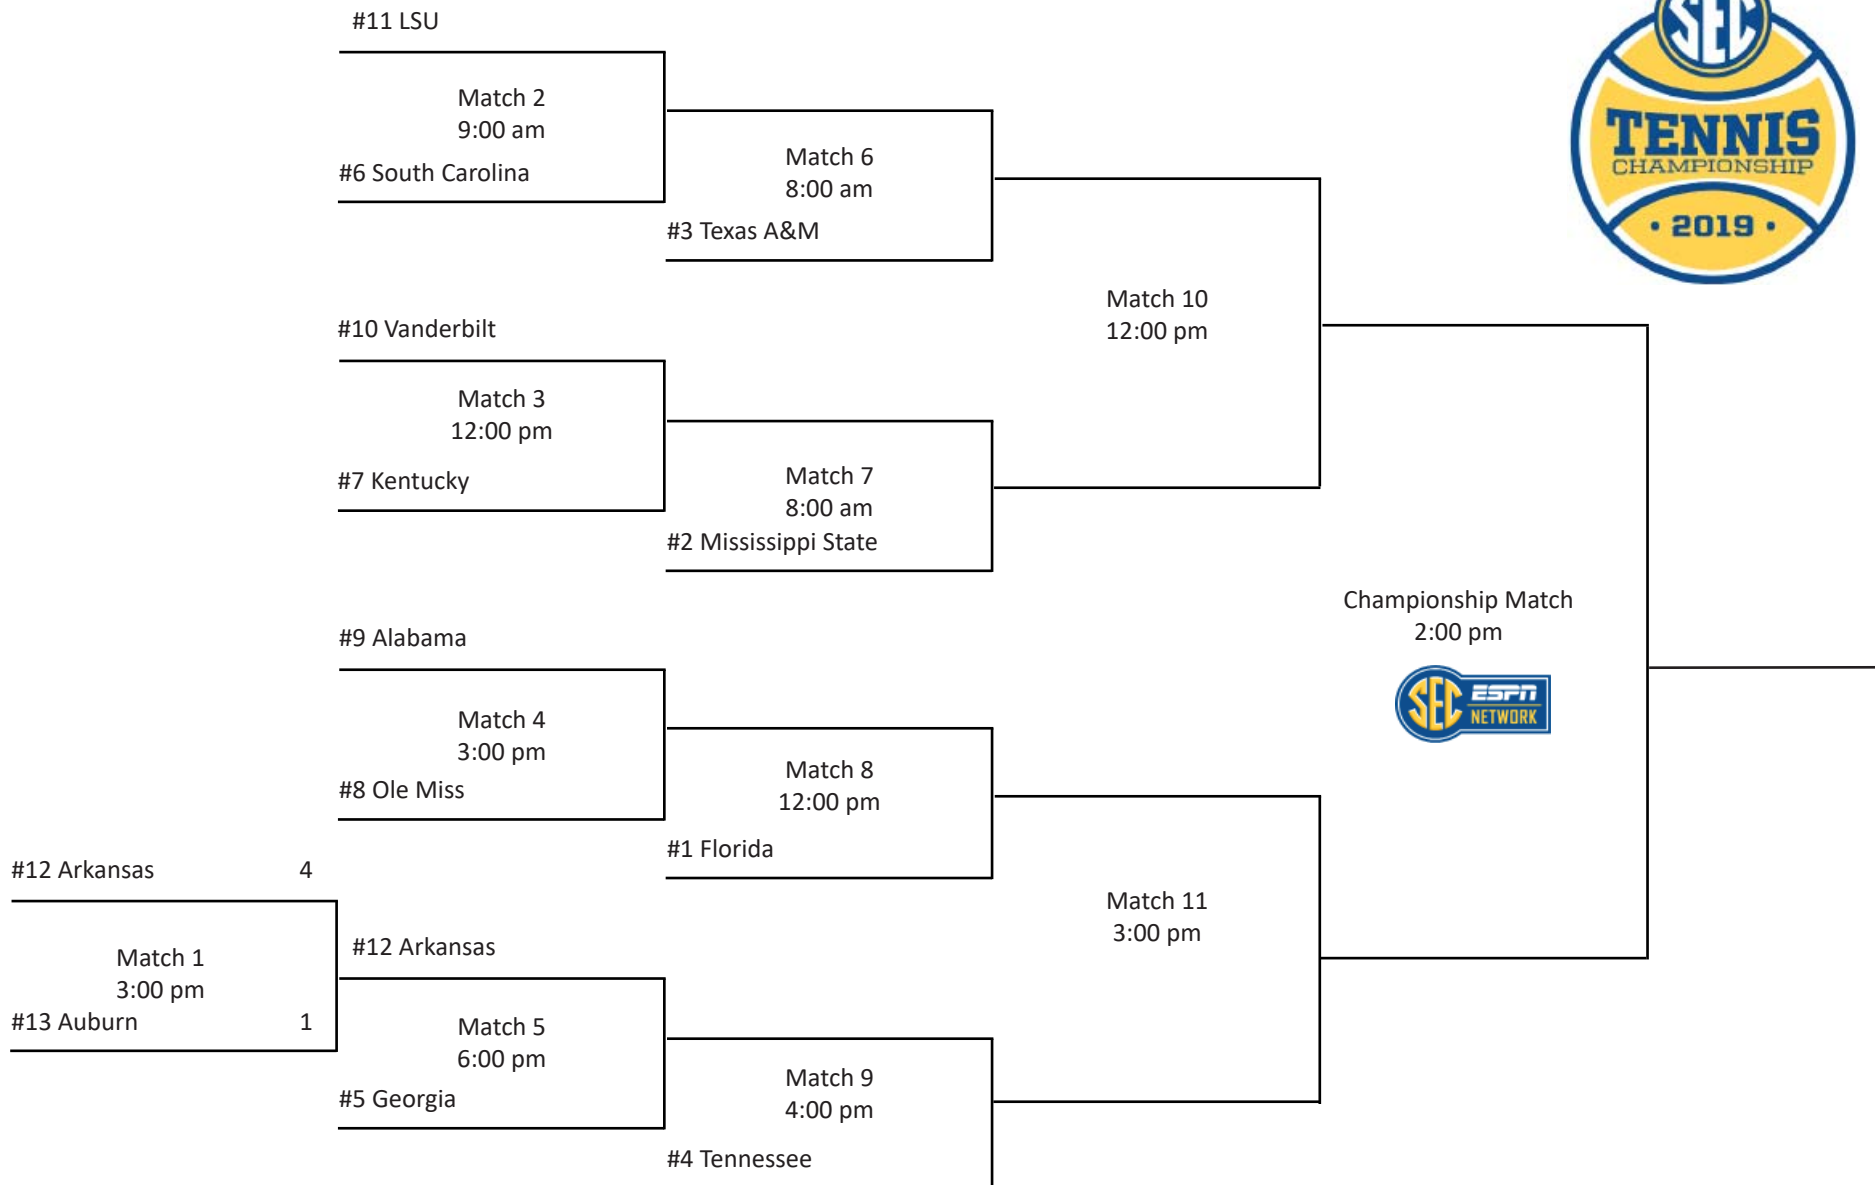 #11 LSU
Match 2
9:00 am
#6 South Carolina
Match 6
8:00 am
#3 Texas A&M
#10 Vanderbilt
Match 3
12:00 pm
#7 Kentucky
Match 7
8:00 am
#2 Mississippi State
Match 10
12:00 pm
#9 Alabama
Match 4
3:00 pm
#8 Ole Miss
Match 8
12:00 pm
#1 Florida
#12 Arkansas 4
Match 1
3:00 pm
#13 Auburn 1
#12 Arkansas
Match 5
6:00 pm
#5 Georgia
Match 9
4:00 pm
#4 Tennessee
Match 11
3:00 pm
Championship Match
2:00 pm
SEC
ESPN
NETWORK
SEC
TENNIS
CHAMPIONSHIP
• 2019 •